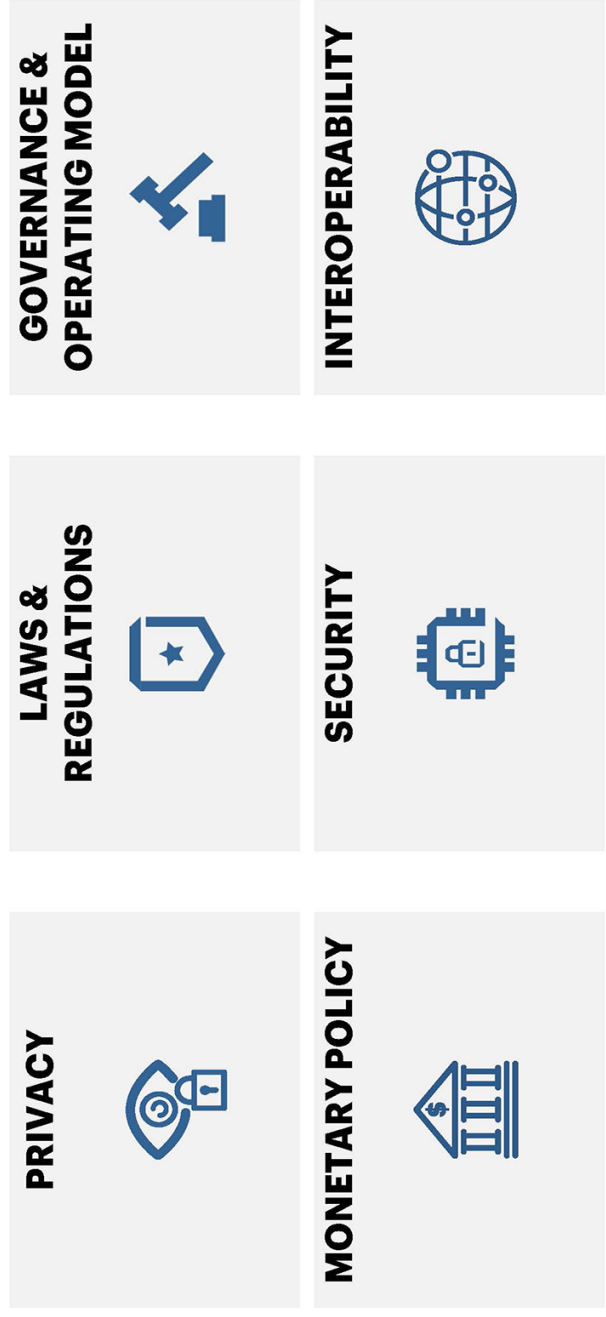 PRIVACY
LAWS &
REGULATIONS
GOVERNANCE &
OPERATING MODEL
MONETARY POLICY
SECURITY
INTEROPERABILITY